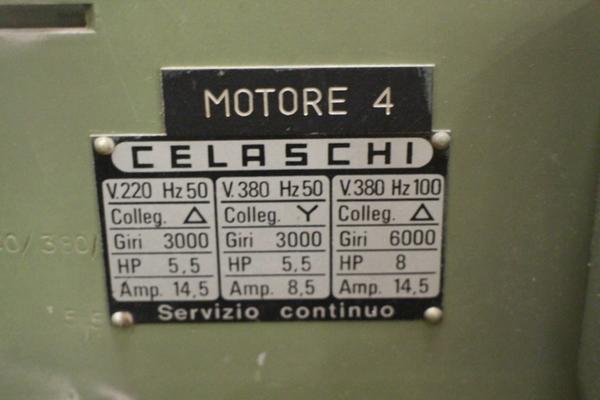 MOTORE 4
CELASCHI
V.220 Hz50 V.380 Hz50 V.380 Hz100
Colleg. Δ Colleg. Y Colleg. Δ
Giri 3000 Giri 3000 Giri 6000
HP 5,5 HP 5,5 HP 8
Amp. 14,5 Amp. 8,5 Amp. 14,5
Servizio continuo